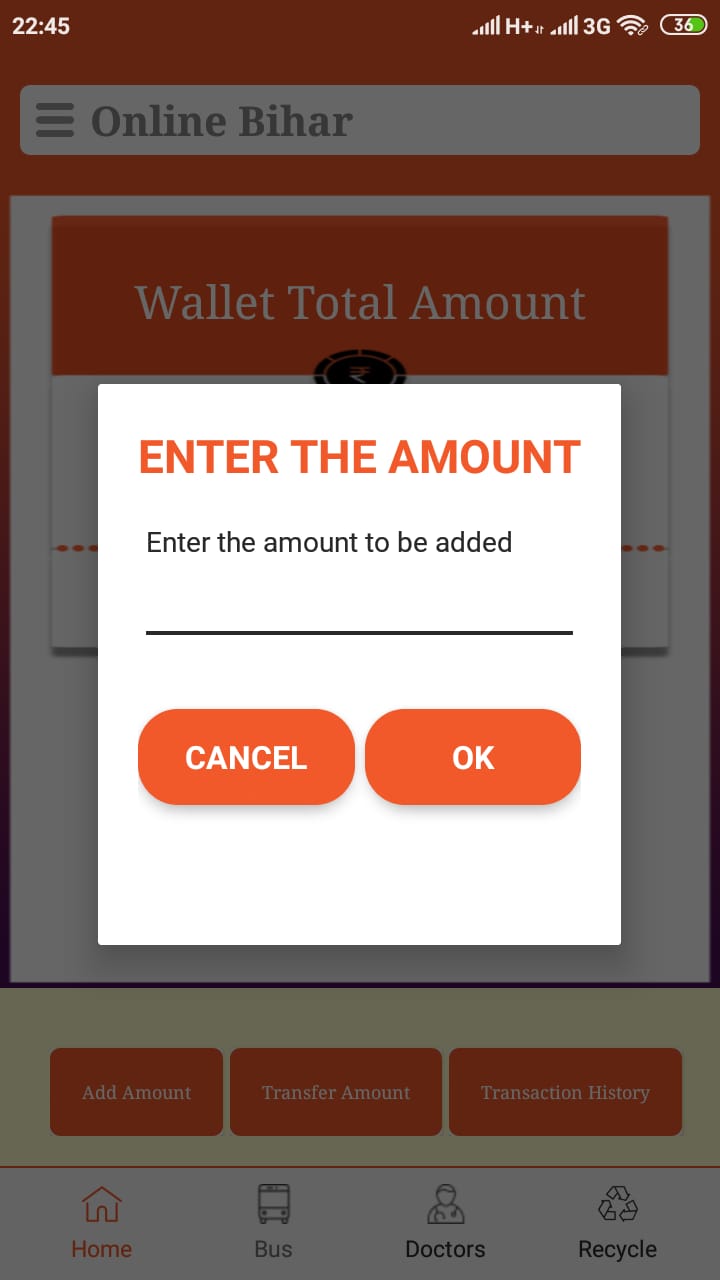 22:45 H+ 3G 36
Online Bihar
Wallet Total Amount
₹
ENTER THE AMOUNT
Enter the amount to be added
CANCEL OK
Add Amount Transfer Amount Transaction History
Home Bus Doctors Recycle